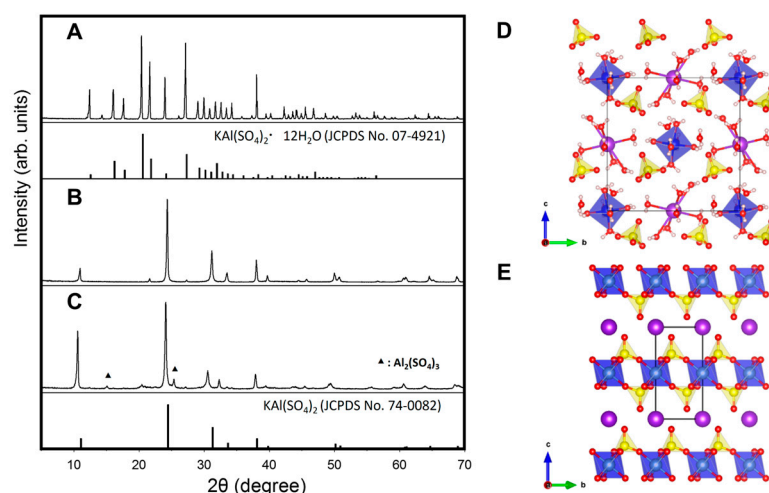 A
D
KAl(SO₄)₂· 12H₂O (JCPDS No. 07-4921)
Intensity (arb. units)
B
c
b
E
C
▲ : Al₂(SO₄)₃
KAl(SO₄)₂ (JCPDS No. 74-0082)
10 20 30 40 50 60 70
2θ (degree)
c
b